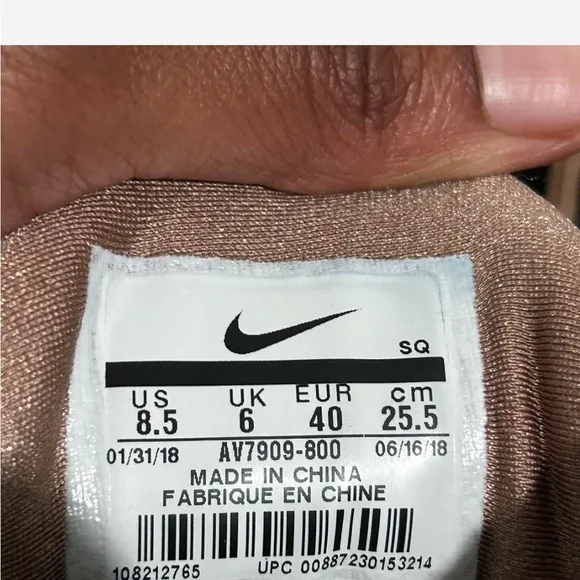 SQ
US UK EUR cm
8.5 6 40 25.5
01/31/18 AV7909-800 06/16/18
MADE IN CHINA
FABRIQUE EN CHINE
108212765 UPC 00887230153214